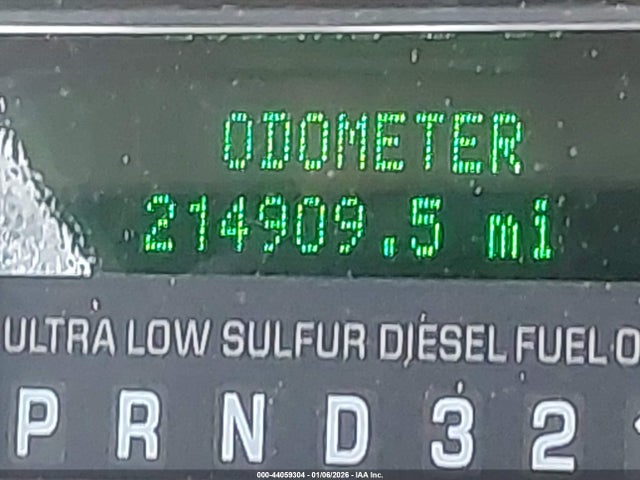 ODOMETER
214909.5 mi
ULTRA LOW SULFUR DIESEL FUEL O
P R N D 3 2
000-44059304 - 01/06/2026 - IAA Inc.